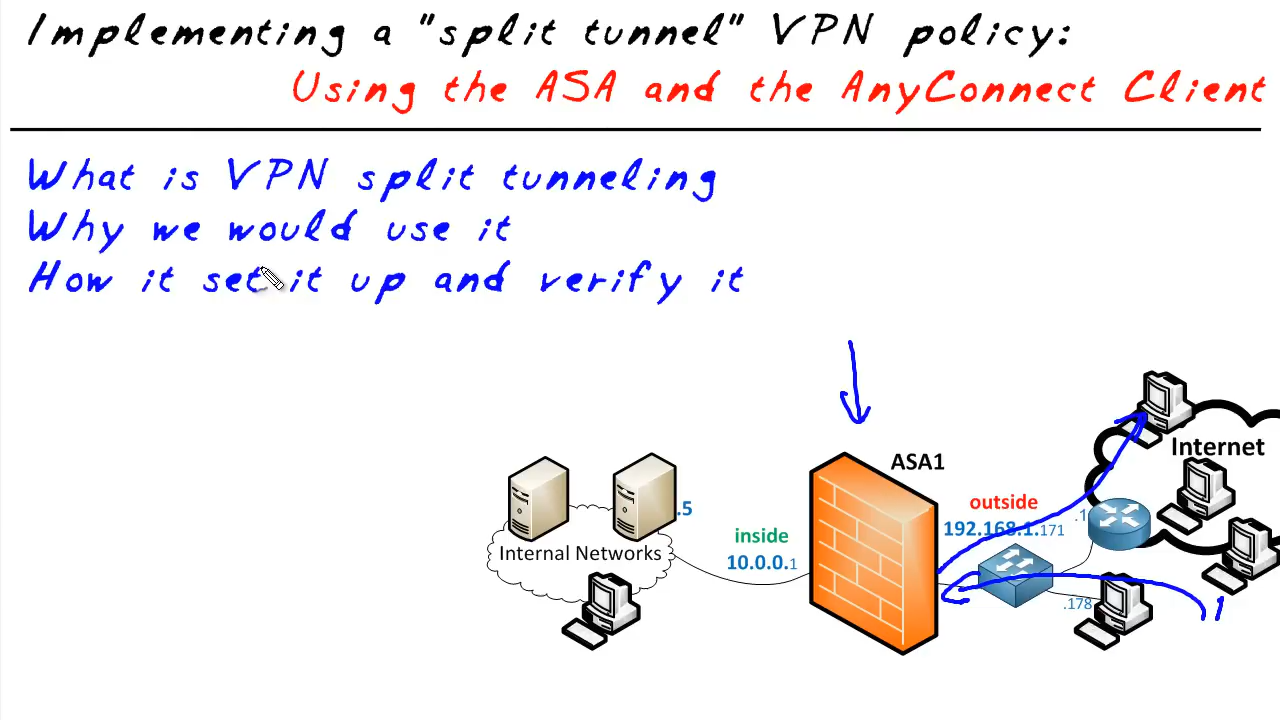 Implementing a "split tunnel" VPN policy:
Using the ASA and the AnyConnect Client
What is VPN split tunneling
Why we would use it
How it set it up and verify it
ASA1
Internet
outside
192.168.1.171
.1
.5
inside
10.0.0.1
Internal Networks
.178